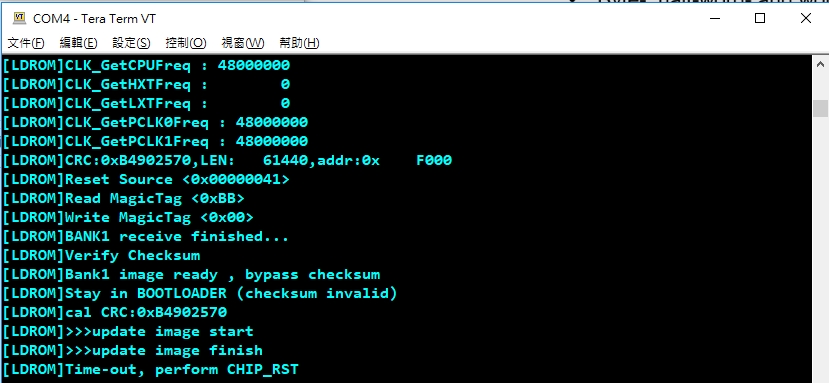 COM4 - Tera Term VT
文件(F) 編輯(E) 設定(S) 控制(O) 視窗(W) 幫助(H)
[LDROM]CLK_GetCPUFreq : 48000000
[LDROM]CLK_GetHXTFreq :        0
[LDROM]CLK_GetLXTFreq :        0
[LDROM]CLK_GetPCLK0Freq : 48000000
[LDROM]CLK_GetPCLK1Freq : 48000000
[LDROM]CRC:0xB4902570,LEN:   61440,addr:0x    F000
[LDROM]Reset Source <0x00000041>
[LDROM]Read MagicTag <0xBB>
[LDROM]Write MagicTag <0x00>
[LDROM]BANK1 receive finished...
[LDROM]Verify Checksum
[LDROM]Bank1 image ready , bypass checksum
[LDROM]Stay in BOOTLOADER (checksum invalid)
[LDROM]cal CRC:0xB4902570
[LDROM]>>>update image start
[LDROM]>>>update image finish
[LDROM]Time-out, perform CHIP_RST